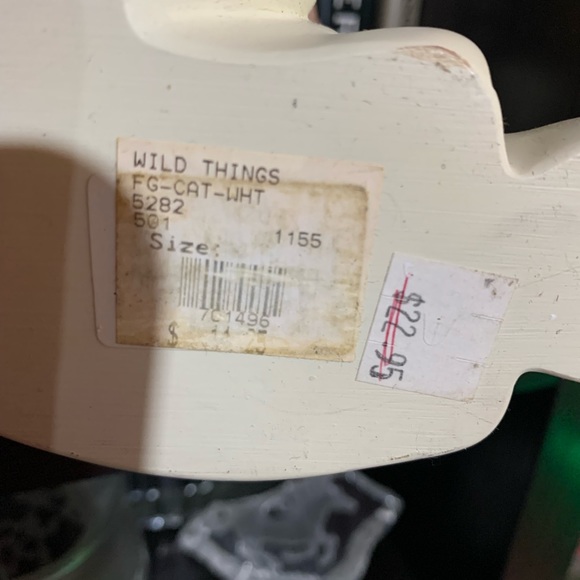 WILD THINGS
FG-CAT-WHT
5282
501 1155
Size:
7C1496
$
$22.95